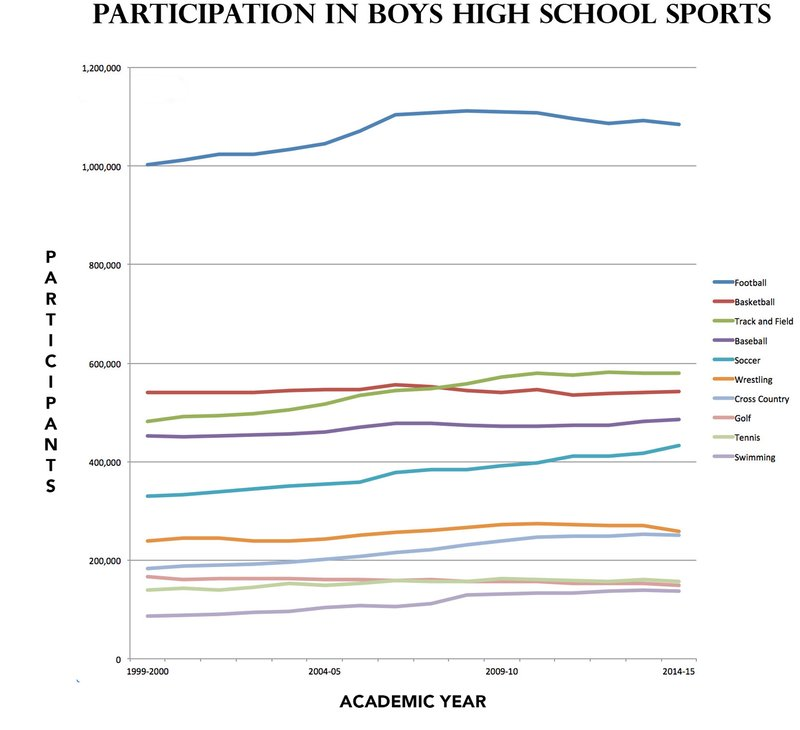 PARTICIPATION IN BOYS HIGH SCHOOL SPORTS
1,200,000
1,000,000
800,000
600,000
400,000
200,000
0
PARTICIPANTS
1999-2000 2004-05 2009-10 2014-15
ACADEMIC YEAR
Football
Basketball
Track and Field
Baseball
Soccer
Wrestling
Cross Country
Golf
Tennis
Swimming